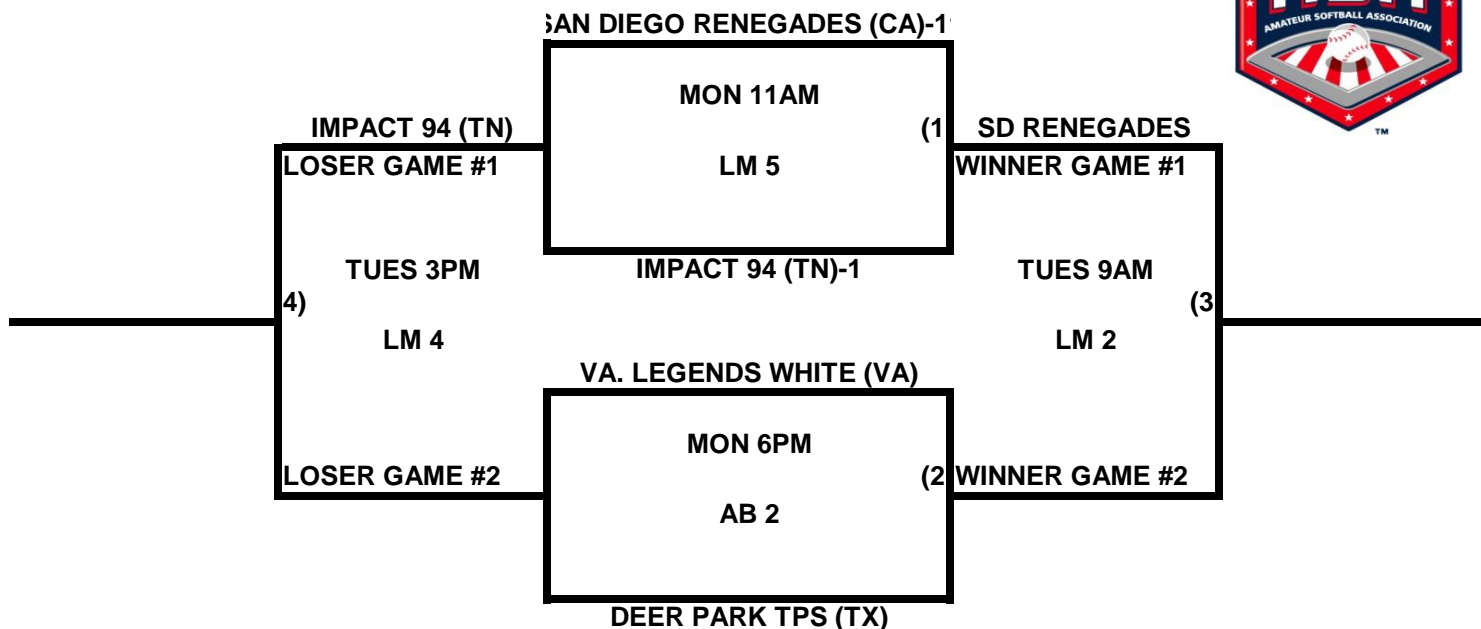 SAN DIEGO RENEGADES (CA)-1
AMATEUR SOFTBALL ASSOCIATION
TM
MON 11AM
IMPACT 94 (TN)
(1
SD RENEGADES
LOSER GAME #1
LM 5
WINNER GAME #1
TUES 3PM
IMPACT 94 (TN)-1
TUES 9AM
4)
(3
LM 4
LM 2
VA. LEGENDS WHITE (VA)
MON 6PM
LOSER GAME #2
(2
WINNER GAME #2
AB 2
DEER PARK TPS (TX)